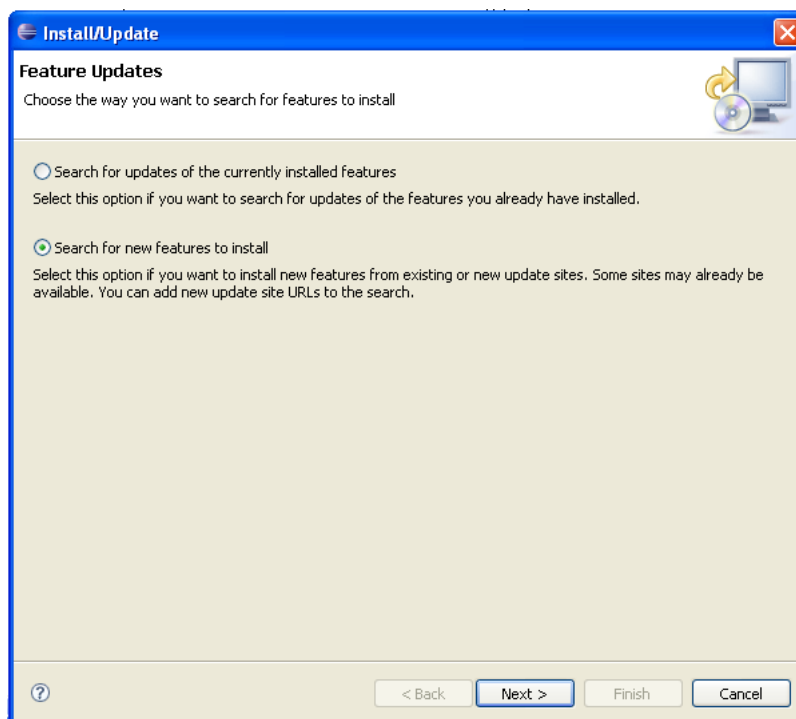 Install/Update
Feature Updates
Choose the way you want to search for features to install
Search for updates of the currently installed features
Select this option if you want to search for updates of the features you already have installed.
Search for new features to install
Select this option if you want to install new features from existing or new update sites. Some sites may already be
available. You can add new update site URLs to the search.
?
< Back
Next >
Finish
Cancel